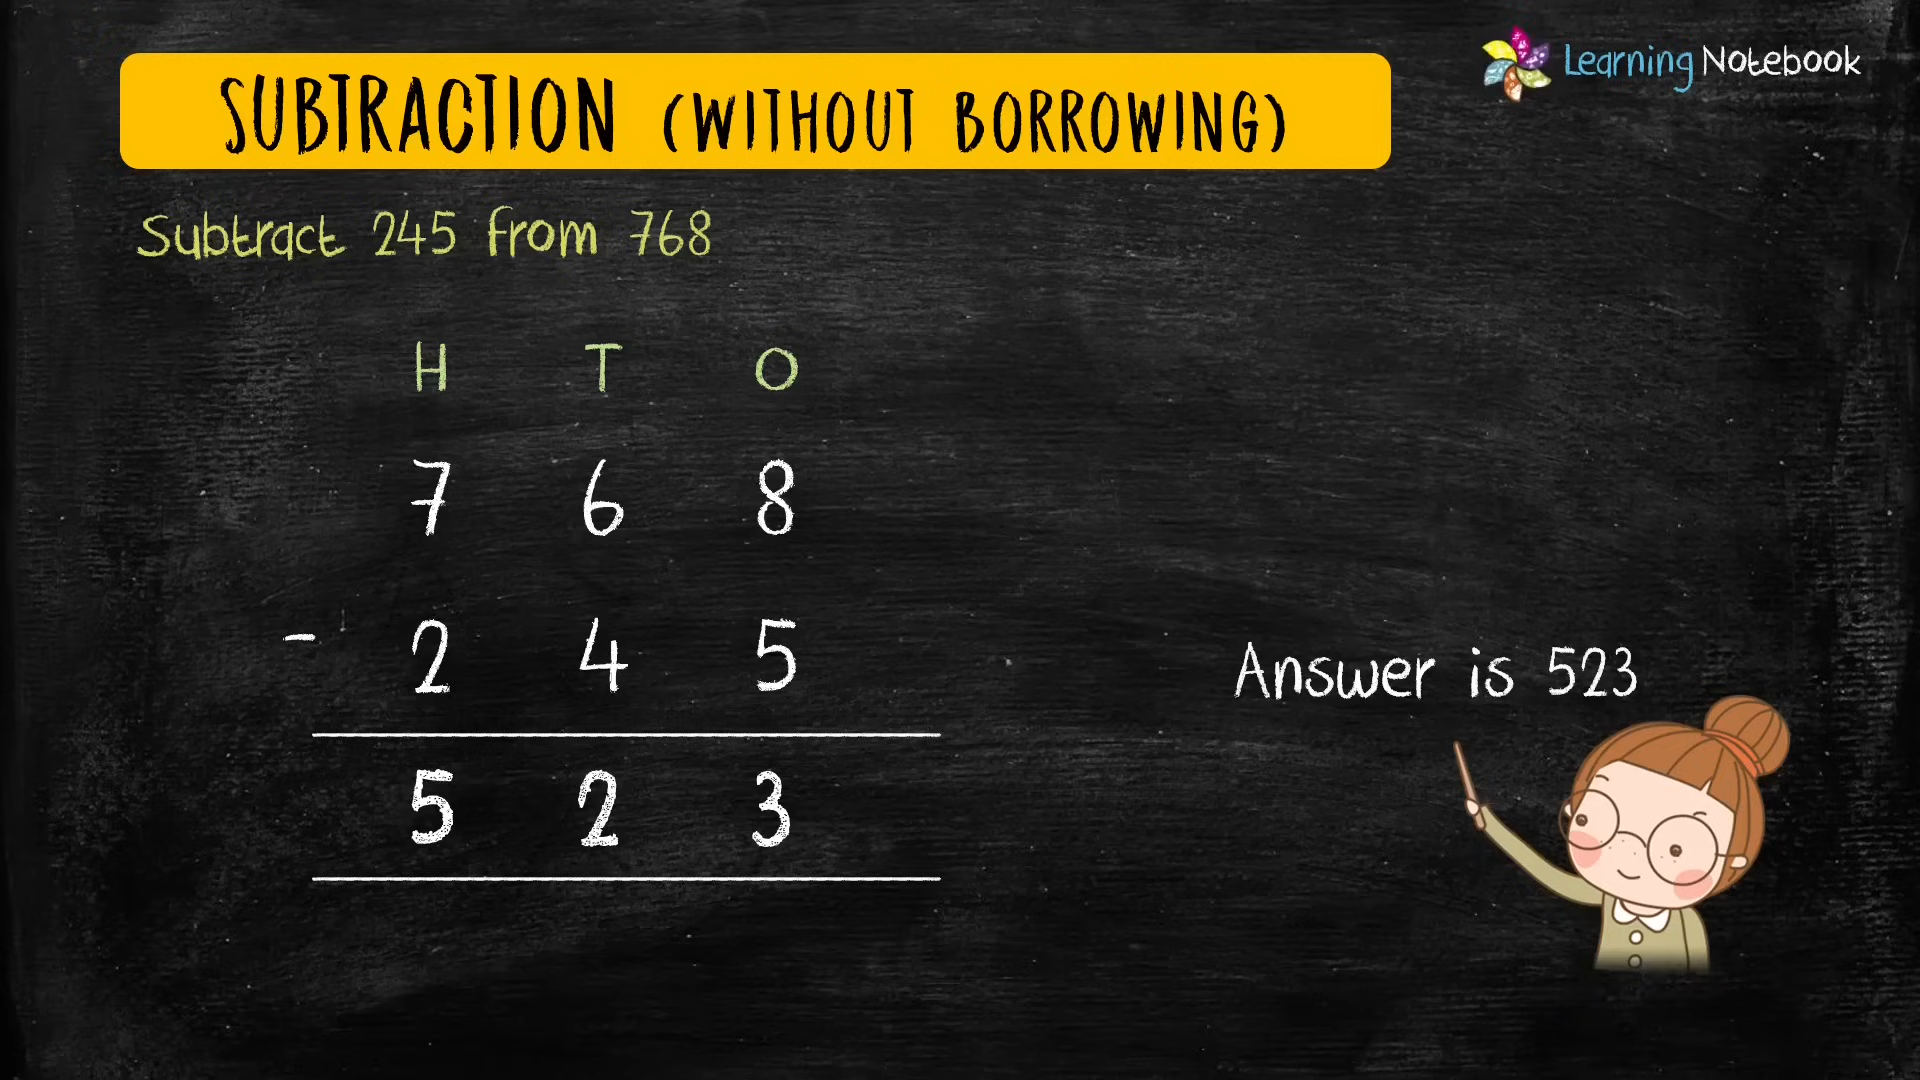 Learning Notebook
SUBTRACTION (WITHOUT BORROWING)
Subtract 245 from 768
H T O
7 6 8
- 2 4 5
Answer is 523
5 2 3